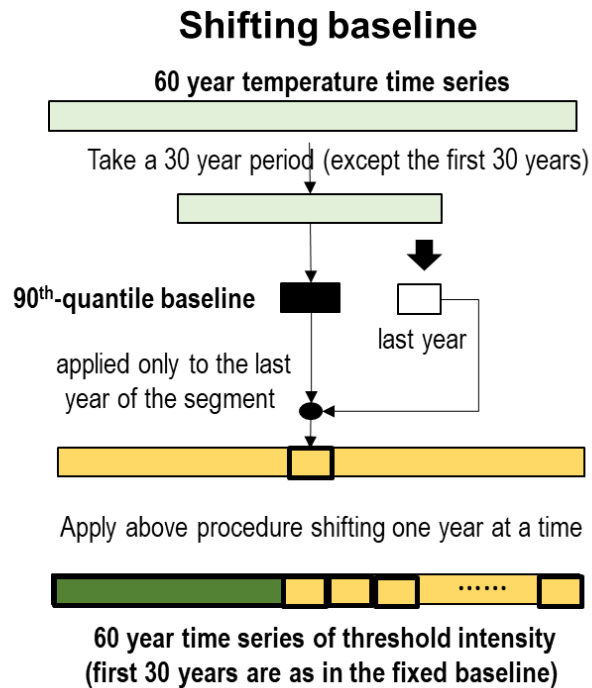 Shifting baseline
60 year temperature time series
Take a 30 year period (except the first 30 years)
90th-quantile baseline
last year
applied only to the last
year of the segment
Apply above procedure shifting one year at a time
······
60 year time series of threshold intensity
(first 30 years are as in the fixed baseline)